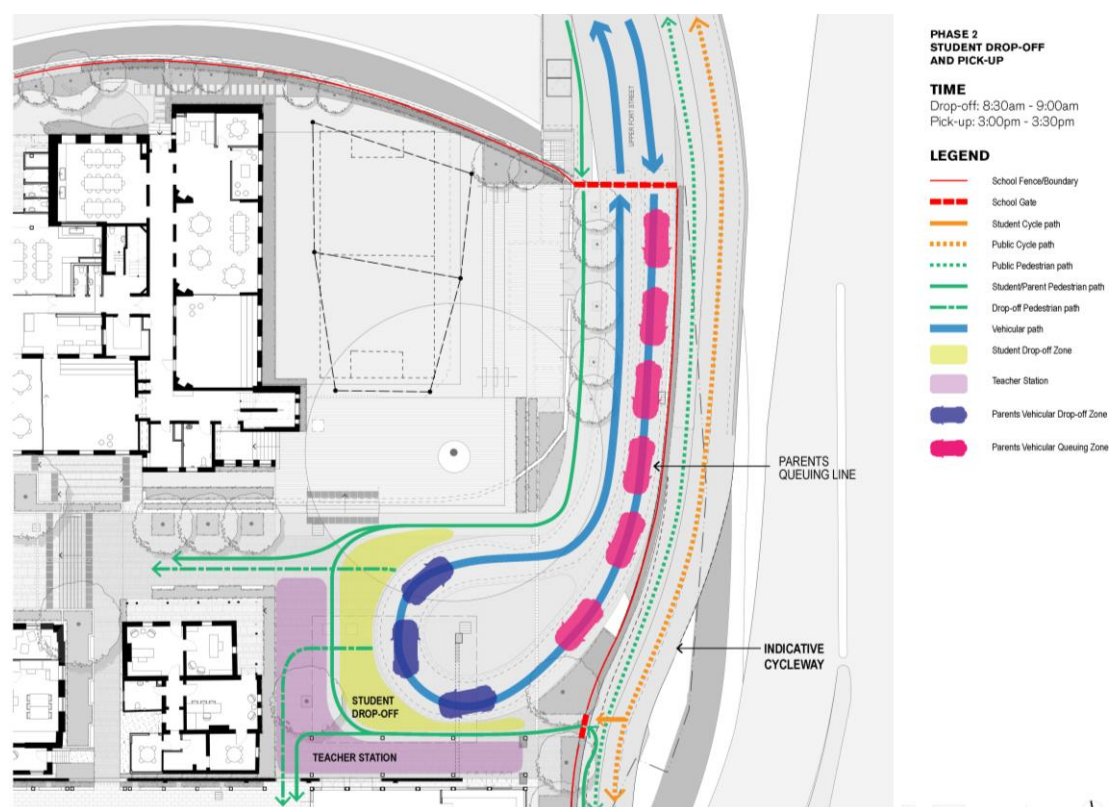 PHASE 2
STUDENT DROP-OFF
AND PICK-UP
TIME
Drop-off: 8:30am - 9:00am
Pick-up: 3:00pm - 3:30pm
LEGEND
School Fence/Boundary
School Gate
Student Cycle path
Public Cycle path
Public Pedestrian path
Student/Parent Pedestrian path
Drop-off Pedestrian path
Vehicular path
Student Drop-off Zone
Teacher Station
Parents Vehicular Drop-off Zone
Parents Vehicular Queuing Zone
UPPER FORT STREET
PARENTS
QUEUING LINE
INDICATIVE
CYCLEWAY
STUDENT
DROP-OFF
TEACHER STATION